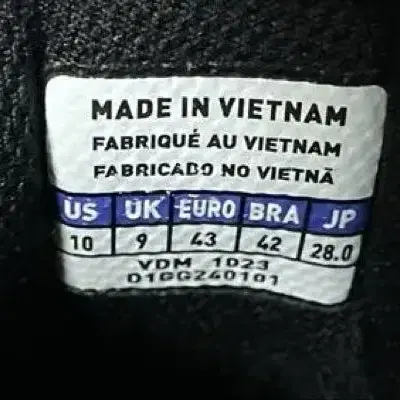 MADE IN VIETNAM
FABRIQUÉ AU VIETNAM
FABRICADO NO VIETNÃ
US UK EURO BRA JP
10 9 43 42 28.0
VDM 1023
D1GG240101